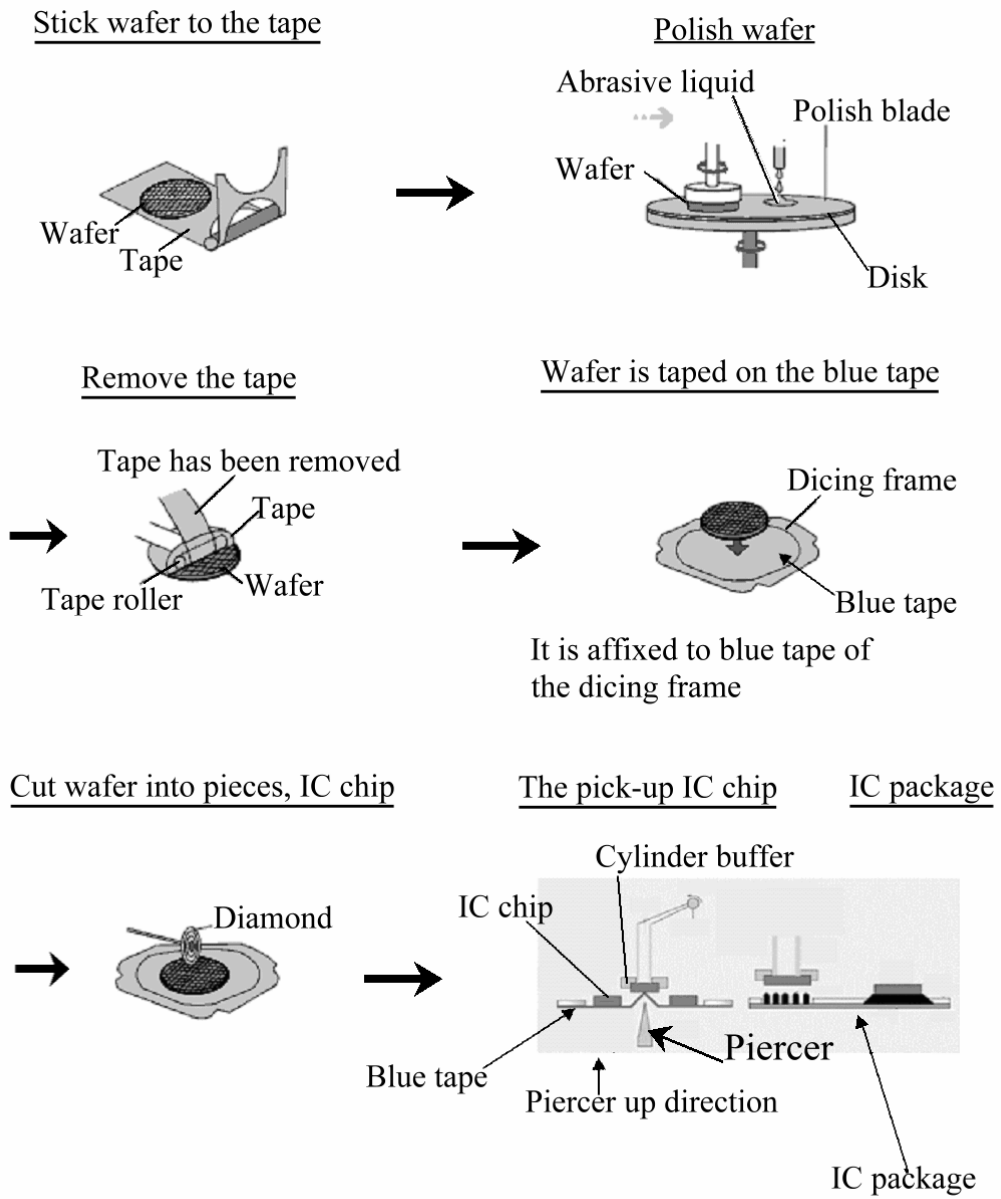 Stick wafer to the tape
Polish wafer
Abrasive liquid
Polish blade
Wafer
Wafer
Tape
Disk
Remove the tape
Wafer is taped on the blue tape
Tape has been removed
Dicing frame
Tape
Wafer
Tape roller
Blue tape
It is affixed to blue tape of
the dicing frame
Cut wafer into pieces, IC chip
The pick-up IC chip
IC package
Cylinder buffer
IC chip
Diamond
Piercer
Blue tape
Piercer up direction
IC package